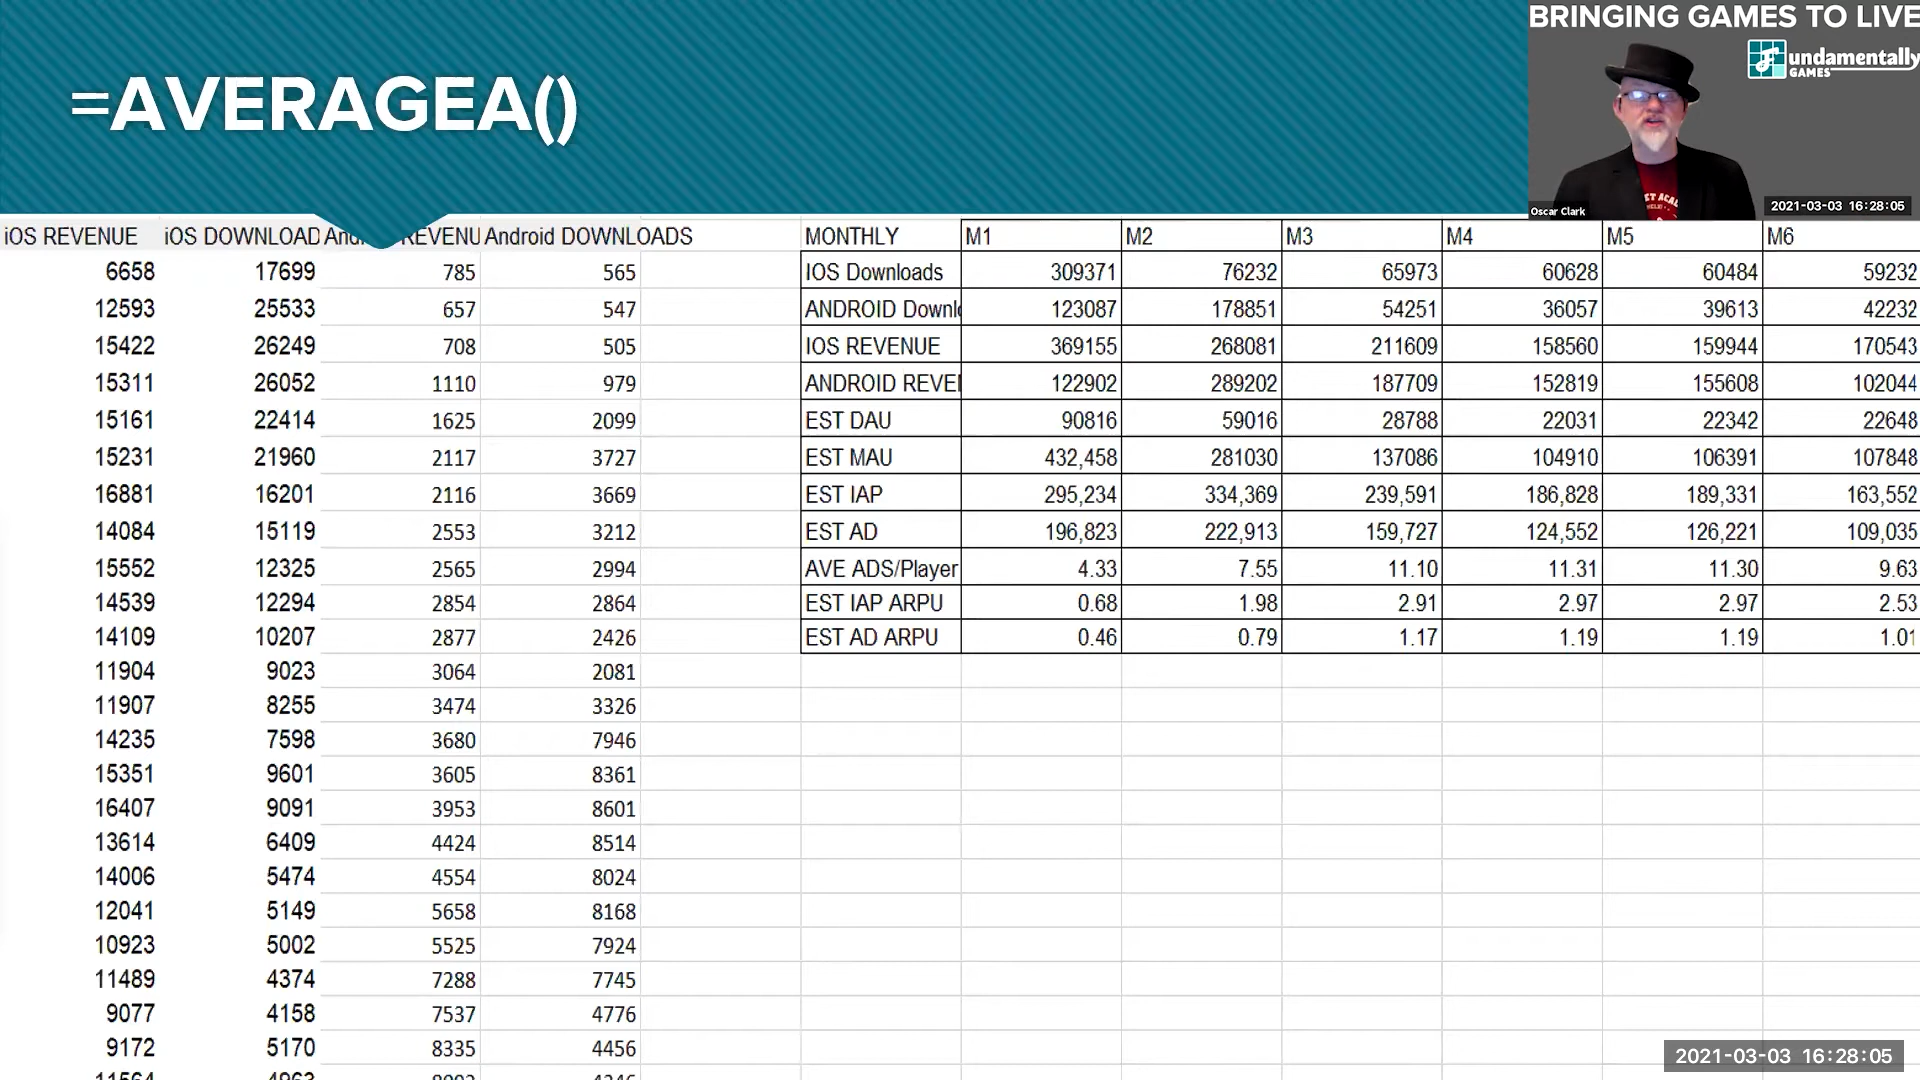 =AVERAGEA()
BRINGING GAMES TO LIVE
undamentally
GAMES
Oscar Clark
2021-03-03 16:28:05
iOS REVENUE iOS DOWNLOAD REVENU Android DOWNLOADS MONTHLY M1 M2 M3 M4 M5 M6
6658 17699 785 565 IOS Downloads 309371 76232 65973 60628 60484 59232
12593 25533 657 547 ANDROID Downl 123087 178851 54251 36057 39613 42232
15422 26249 708 505 IOS REVENUE 369155 268081 211609 158560 159944 170543
15311 26052 1110 979 ANDROID REVE 122902 289202 187709 152819 155608 102044
15161 22414 1625 2099 EST DAU 90816 59016 28788 22031 22342 22648
15231 21960 2117 3727 EST MAU 432,458 281030 137086 104910 106391 107848
16881 16201 2116 3669 EST IAP 295,234 334,369 239,591 186,828 189,331 163,552
14084 15119 2553 3212 EST AD 196,823 222,913 159,727 124,552 126,221 109,035
15552 12325 2565 2994 AVE ADS/Player 4.33 7.55 11.10 11.31 11.30 9.63
14539 12294 2854 2864 EST IAP ARPU 0.68 1.98 2.91 2.97 2.97 2.53
14109 10207 2877 2426 EST AD ARPU 0.46 0.79 1.17 1.19 1.19 1.01
11904 9023 3064 2081
11907 8255 3474 3326
14235 7598 3680 7946
15351 9601 3605 8361
16407 9091 3953 8601
13614 6409 4424 8514
14006 5474 4554 8024
12041 5149 5658 8168
10923 5002 5525 7924
11489 4374 7288 7745
9077 4158 7537 4776
9172 5170 8335 4456
2021-03-03 16:28:05